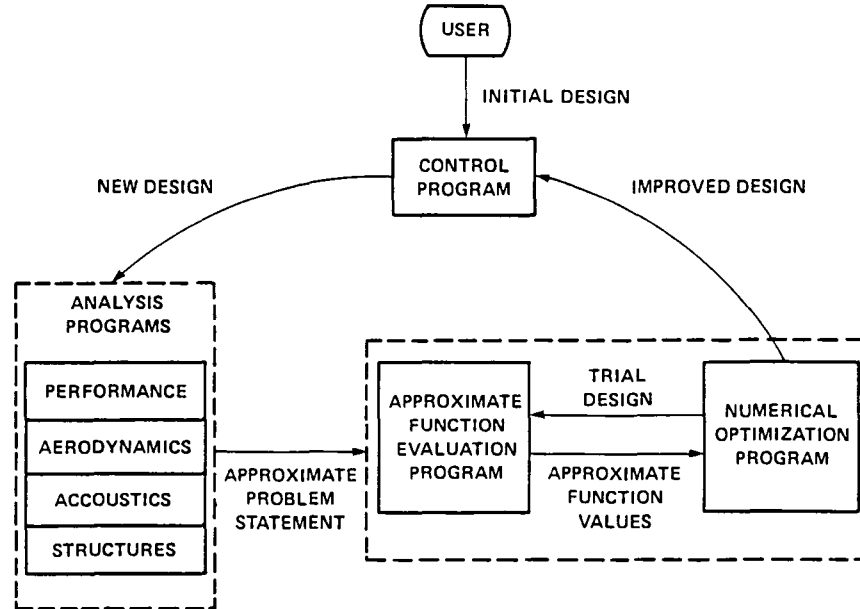 USER
INITIAL DESIGN
CONTROL
PROGRAM
NEW DESIGN
IMPROVED DESIGN
ANALYSIS
PROGRAMS
PERFORMANCE
AERODYNAMICS
ACCOUSTICS
STRUCTURES
APPROXIMATE
PROBLEM
STATEMENT
APPROXIMATE
FUNCTION
EVALUATION
PROGRAM
TRIAL
DESIGN
APPROXIMATE
FUNCTION
VALUES
NUMERICAL
OPTIMIZATION
PROGRAM